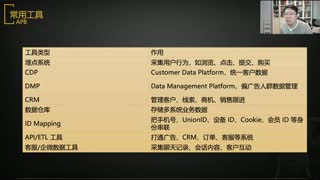 常用工具
APB
工具类型 作用
埋点系统 采集用户行为，如浏览、点击、提交、购买
CDP Customer Data Platform，统一客户数据
DMP Data Management Platform，偏广告人群数据管理
CRM 管理客户、线索、商机、销售跟进
数据仓库 存储多系统业务数据
ID Mapping 把手机号、UnionID、设备 ID、Cookie、会员 ID 等身
份串联
API/ETL 工具 打通广告、CRM、订单、客服等系统
客服/企微数据工具 采集聊天记录、会话内容、客户互动